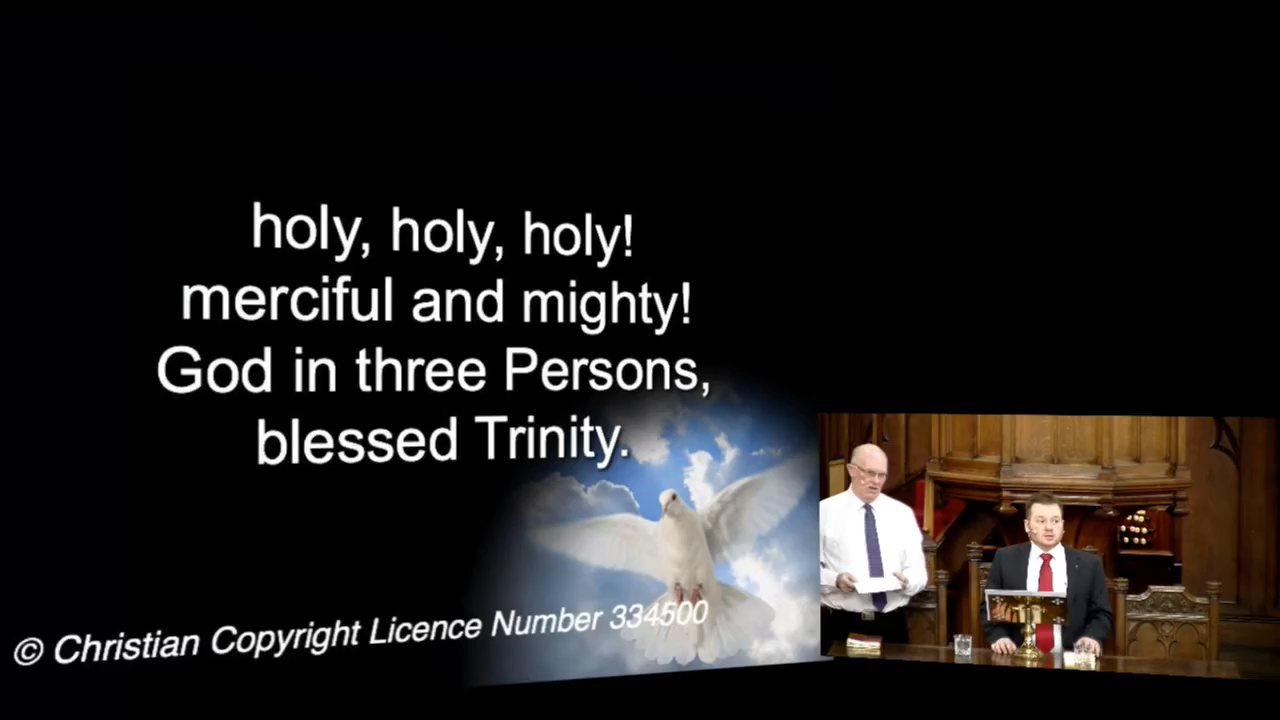 holy, holy, holy!
merciful and mighty!
God in three Persons,
blessed Trinity.
© Christian Copyright Licence Number 334500